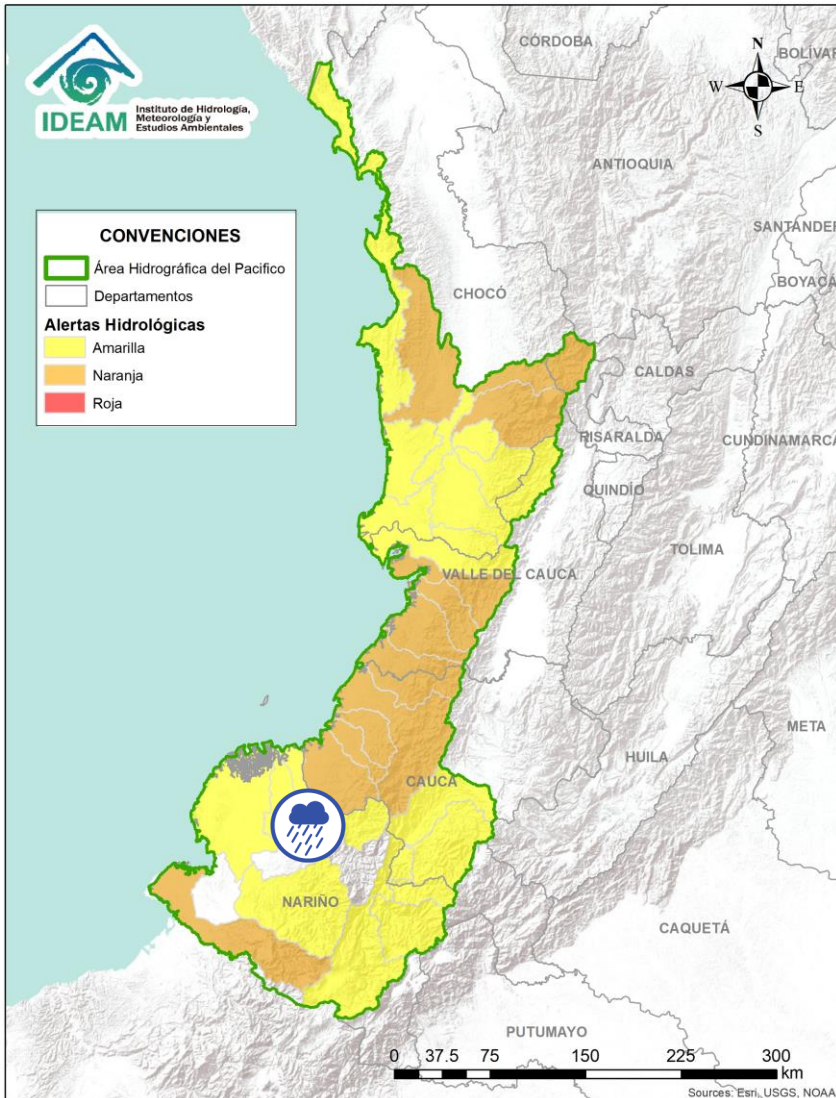 IDEAM
Instituto de Hidrología,
Meteorología y
Estudios Ambientales
CÓRDOBA
BOLÍVAR
N
W E
S
ANTIOQUIA
SANTANDER
BOYACÁ
CONVENCIONES
Área Hidrográfica del Pacifico
Departamentos
Alertas Hidrológicas
Amarilla
Naranja
Roja
CHOCÓ
CALDAS
RISARALDA
CUNDINAMARCA
QUINDÍO
TOLIMA
VALLE DEL CAUCA
META
HUILA
CAUCA
NARIÑO
CAQUETÁ
PUTUMAYO
0 37.5 75 150 225 300
km
Sources: Esri, USGS, NOAA